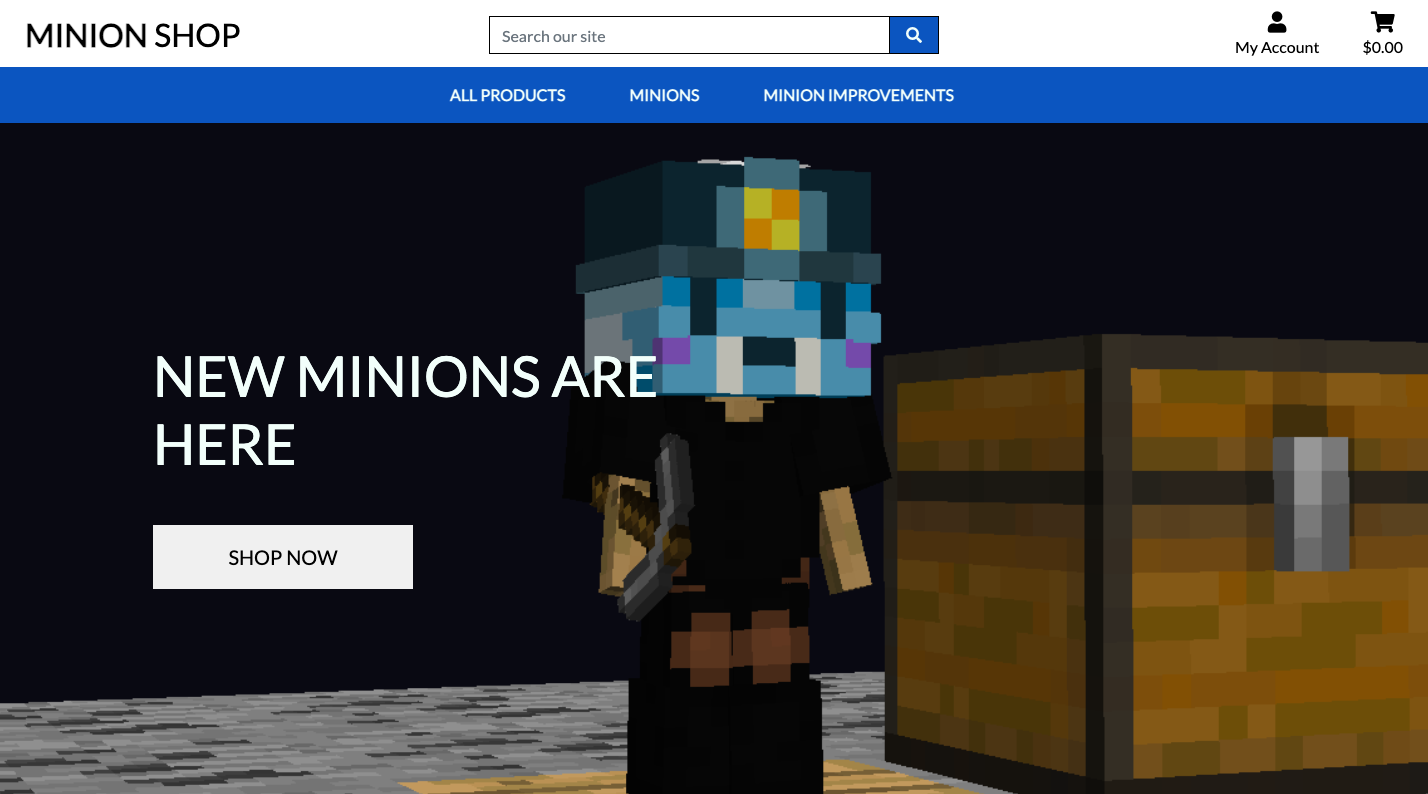 MINION SHOP
Search our site
My Account
$0.00
ALL PRODUCTS
MINIONS
MINION IMPROVEMENTS
NEW MINIONS ARE
HERE
SHOP NOW